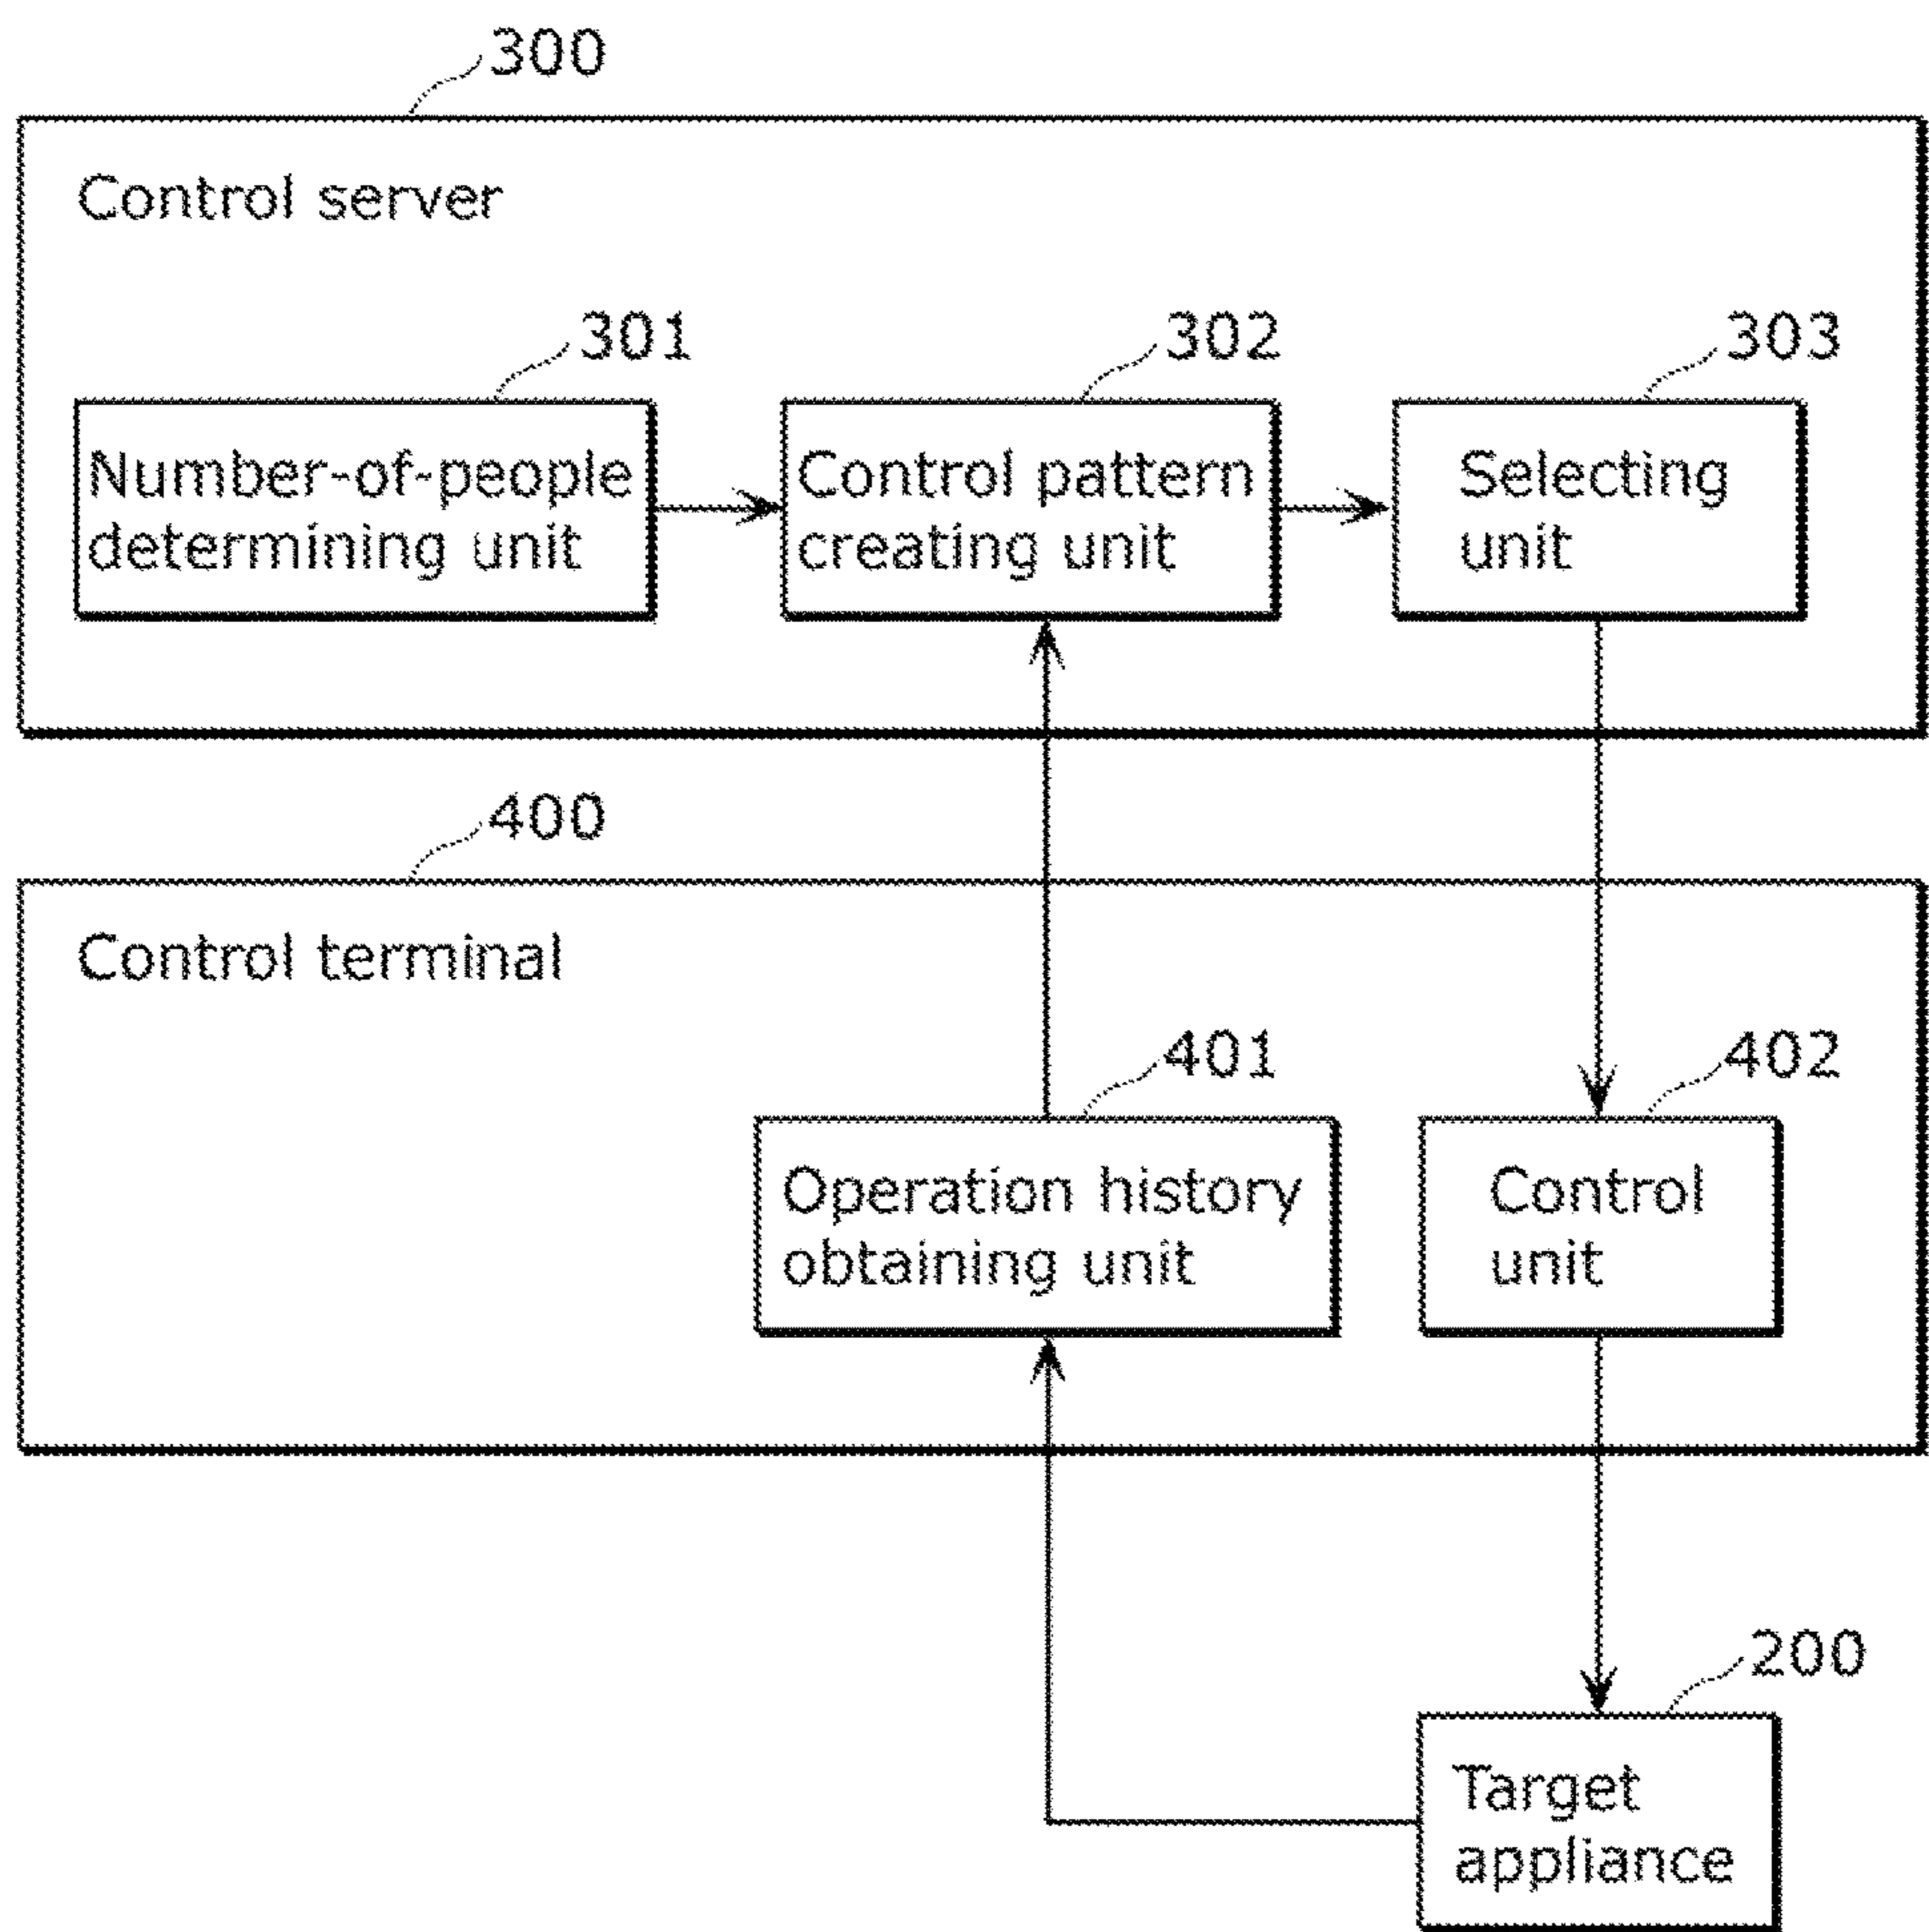 300
Control server
301
302
303
Number-of-people
determining unit
Control pattern
creating unit
Selecting
unit
400
Control terminal
401
402
Operation history
obtaining unit
Control
unit
200
Target
appliance